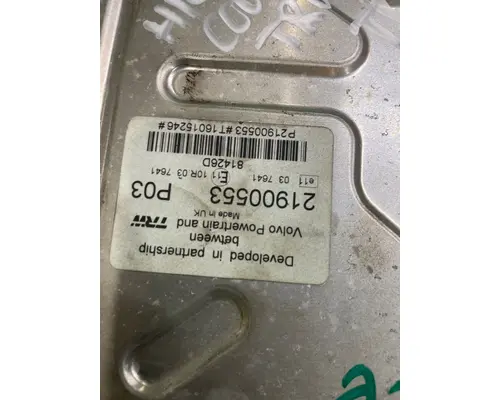 P21900553#T16015246#
81426D
E11 10R 03 7641
e11 03 7641
21900553 P03
Made in UK
TRW
Volvo Powertrain and
between
Developed in partnership